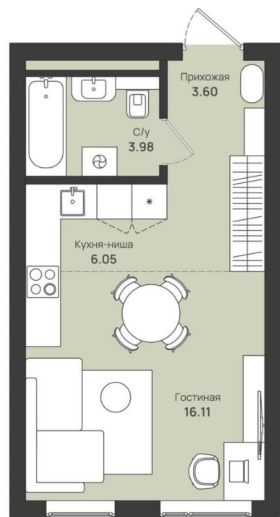 Прихожая
3.60
С/у
3.98
Кухня-ниша
6.05
Гостиная
16.11